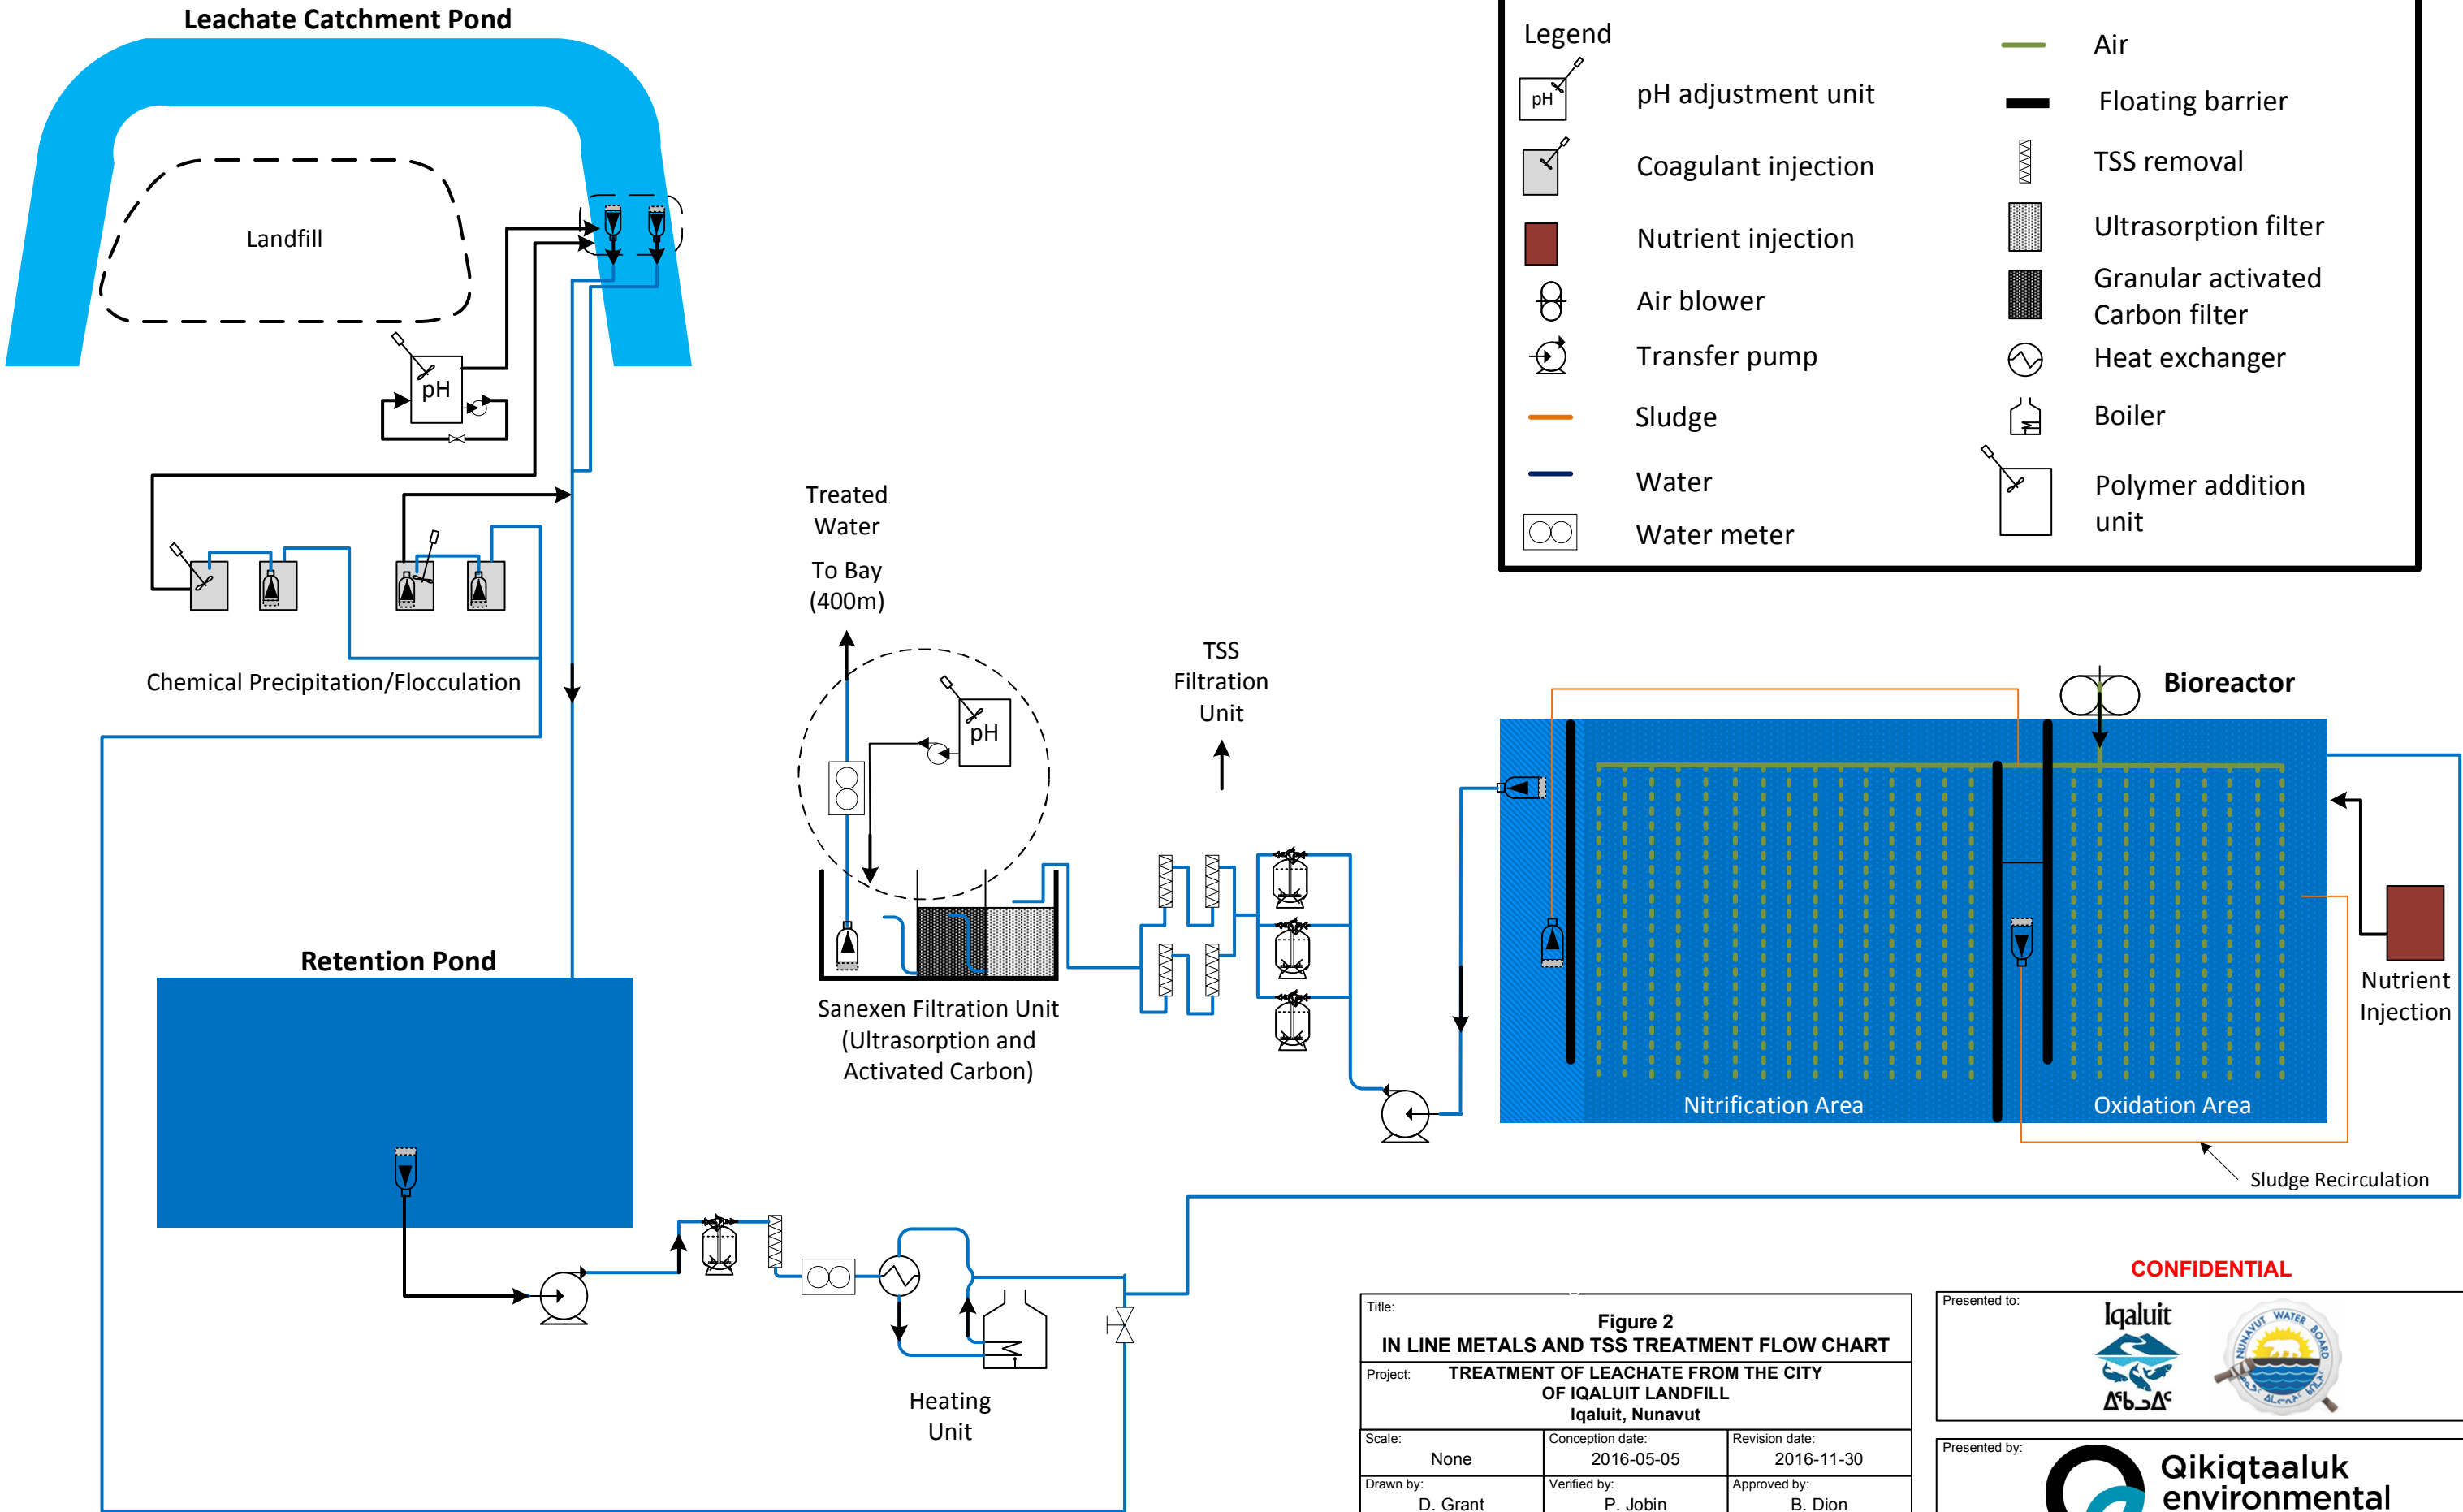 Leachate Catchment Pond
Landfill
pH
Chemical Precipitation/Flocculation
Legend
pH
pH adjustment unit
Coagulant injection
Nutrient injection
Air blower
Transfer pump
Sludge
Water
Water meter
Air
Floating barrier
TSS removal
Ultrasorption filter
Granular activated
Carbon filter
Heat exchanger
Boiler
Polymer addition
unit
Treated
Water
To Bay
(400m)
pH
TSS
Filtration
Unit
Sanexen Filtration Unit
(Ultrasorption and
Activated Carbon)
Bioreactor
Nitrification Area
Oxidation Area
Nutrient
Injection
Sludge Recirculation
Retention Pond
Heating
Unit
CONFIDENTIAL
Title:
Figure 2
IN LINE METALS AND TSS TREATMENT FLOW CHART
Project:
TREATMENT OF LEACHATE FROM THE CITY
OF IQALUIT LANDFILL
Iqaluit, Nunavut
Scale:
None
Conception date:
2016-05-05
Revision date:
2016-11-30
Drawn by:
D. Grant
Verified by:
P. Jobin
Approved by:
B. Dion
Presented to:
Iqaluit
ᐃᖃᓗᐃᑦ
NUNAVUT WATER BOARD
Presented by:
Qikiqtaaluk
environmental